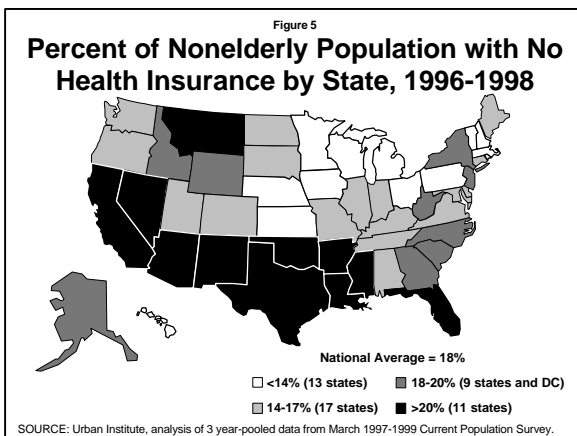 Figure 5
Percent of Nonelderly Population with No
Health Insurance by State, 1996-1998
National Average = 18%
<14% (13 states)
18-20% (9 states and DC)
14-17% (17 states)
>20% (11 states)
SOURCE: Urban Institute, analysis of 3 year-pooled data from March 1997-1999 Current Population Survey.